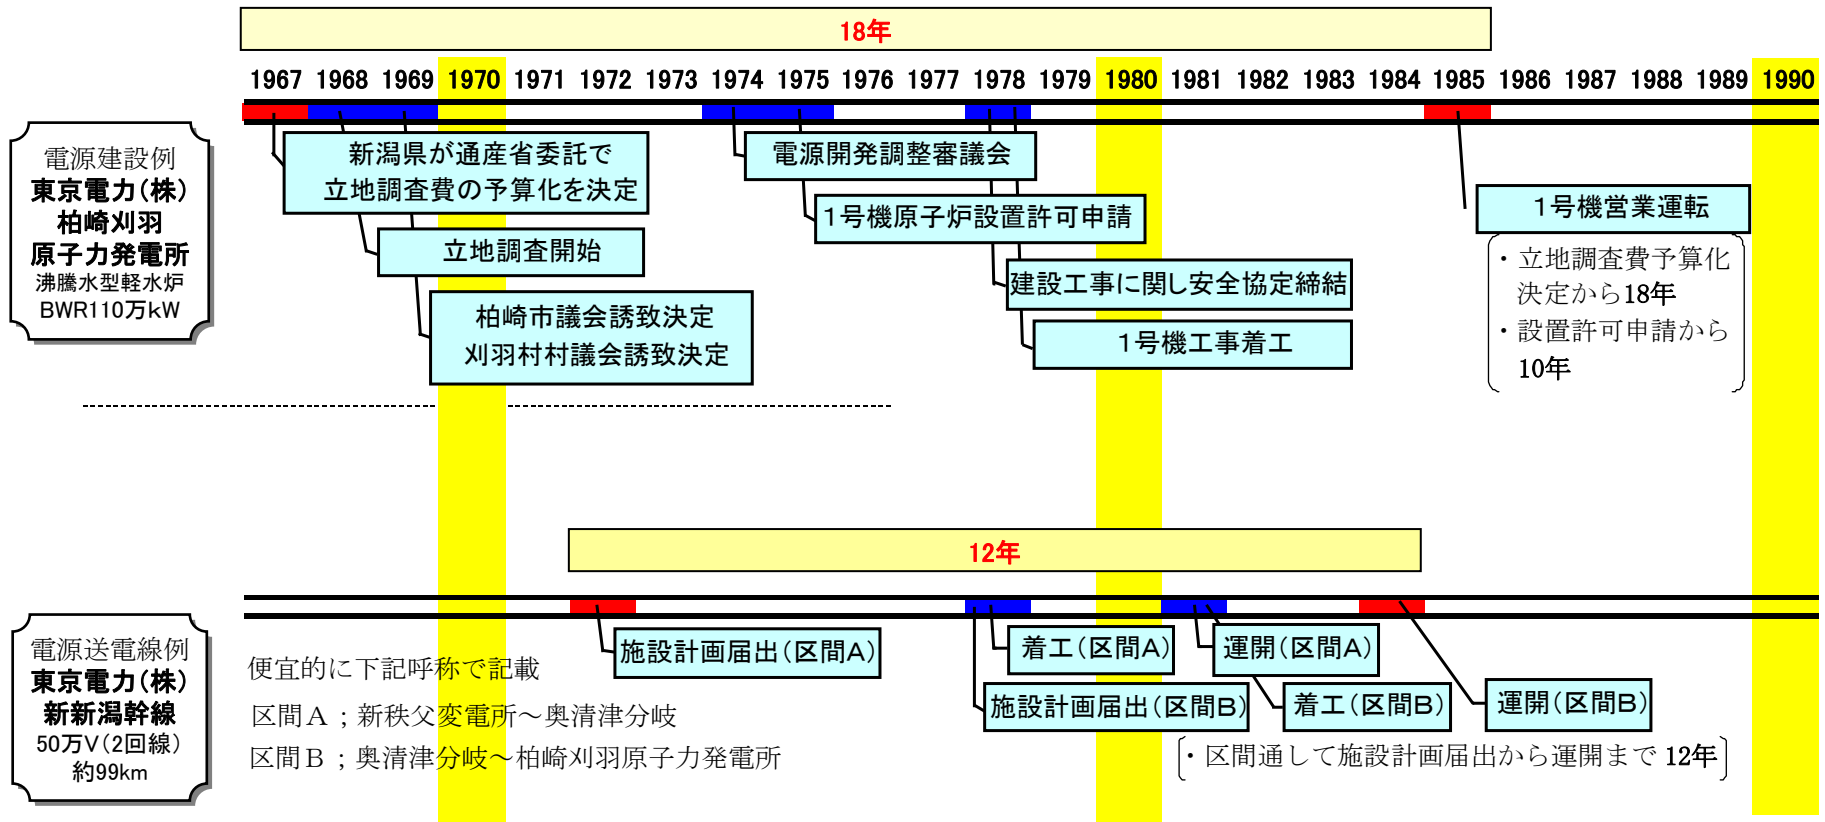 18年
1967 1968 1969 1970 1971 1972 1973 1974 1975 1976 1977 1978 1979 1980 1981 1982 1983 1984 1985 1986 1987 1988 1989 1990
電源建設例
東京電力(株)
柏崎刈羽
原子力発電所
沸騰水型軽水炉
BWR110万kW
新潟県が通産省委託で
立地調査費の予算化を決定
立地調査開始
柏崎市議会誘致決定
刈羽村村議会誘致決定
電源開発調整審議会
1号機原子炉設置許可申請
建設工事に関し安全協定締結
1号機工事着工
1号機営業運転
・立地調査費予算化
決定から18年
・設置許可申請から
10年
12年
電源送電線例
東京電力(株)
新新潟幹線
50万V(2回線)
約99km
便宜的に下記呼称で記載
区間A;新秩父変電所~奥清津分岐
区間B;奥清津分岐~柏崎刈羽原子力発電所
施設計画届出(区間A)
着工(区間A)
施設計画届出(区間B)
運開(区間A)
着工(区間B)
運開(区間B)
・区間通して施設計画届出から運開まで 12年